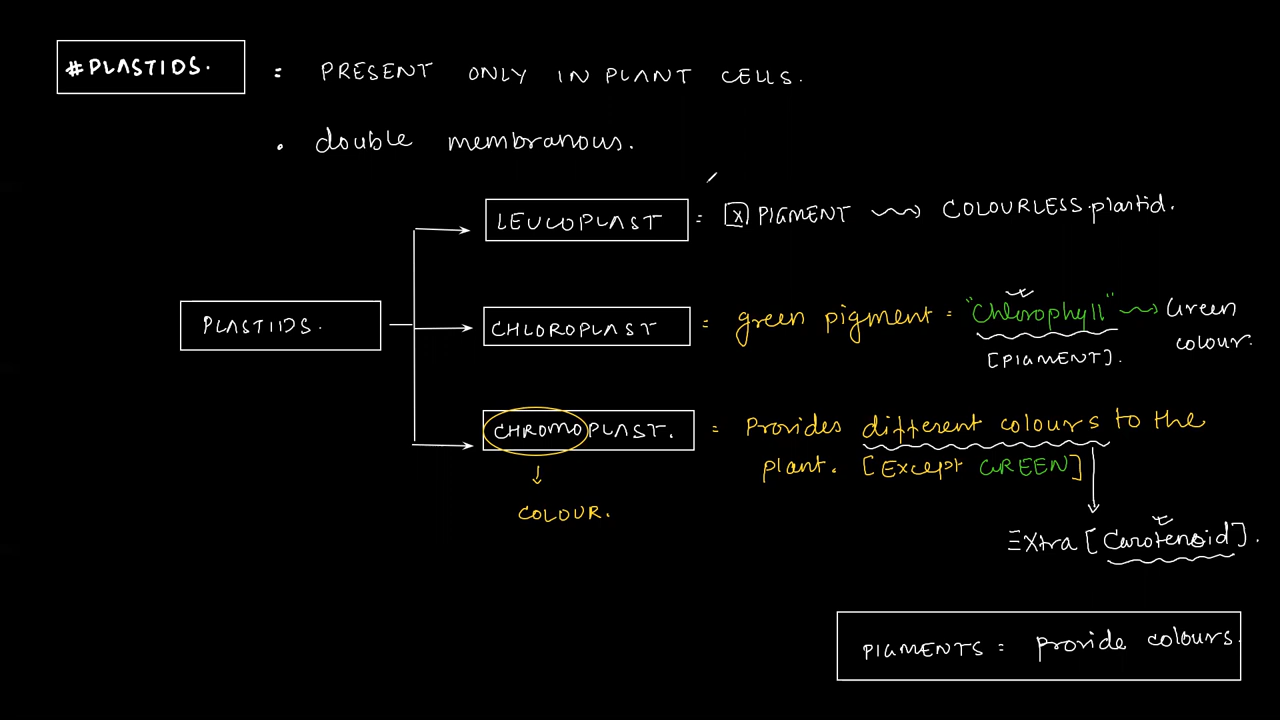 #PLASTIDS. = PRESENT ONLY IN PLANT CELLS.
• double membranous.
LEUCOPLAST = [x] PIGMENT ⟿ COLOURLESS plastid.
PLASTIIDS.
CHLOROPLAST = green pigment = "Chlorophyll" ⟿ Green colour.
[PIGMENT].
CHROMOPLAST. = Provides different colours to the
plant. [Except GREEN]
↓
COLOUR.
Extra [Carotenoid].
PIGMENTS = provide colours.